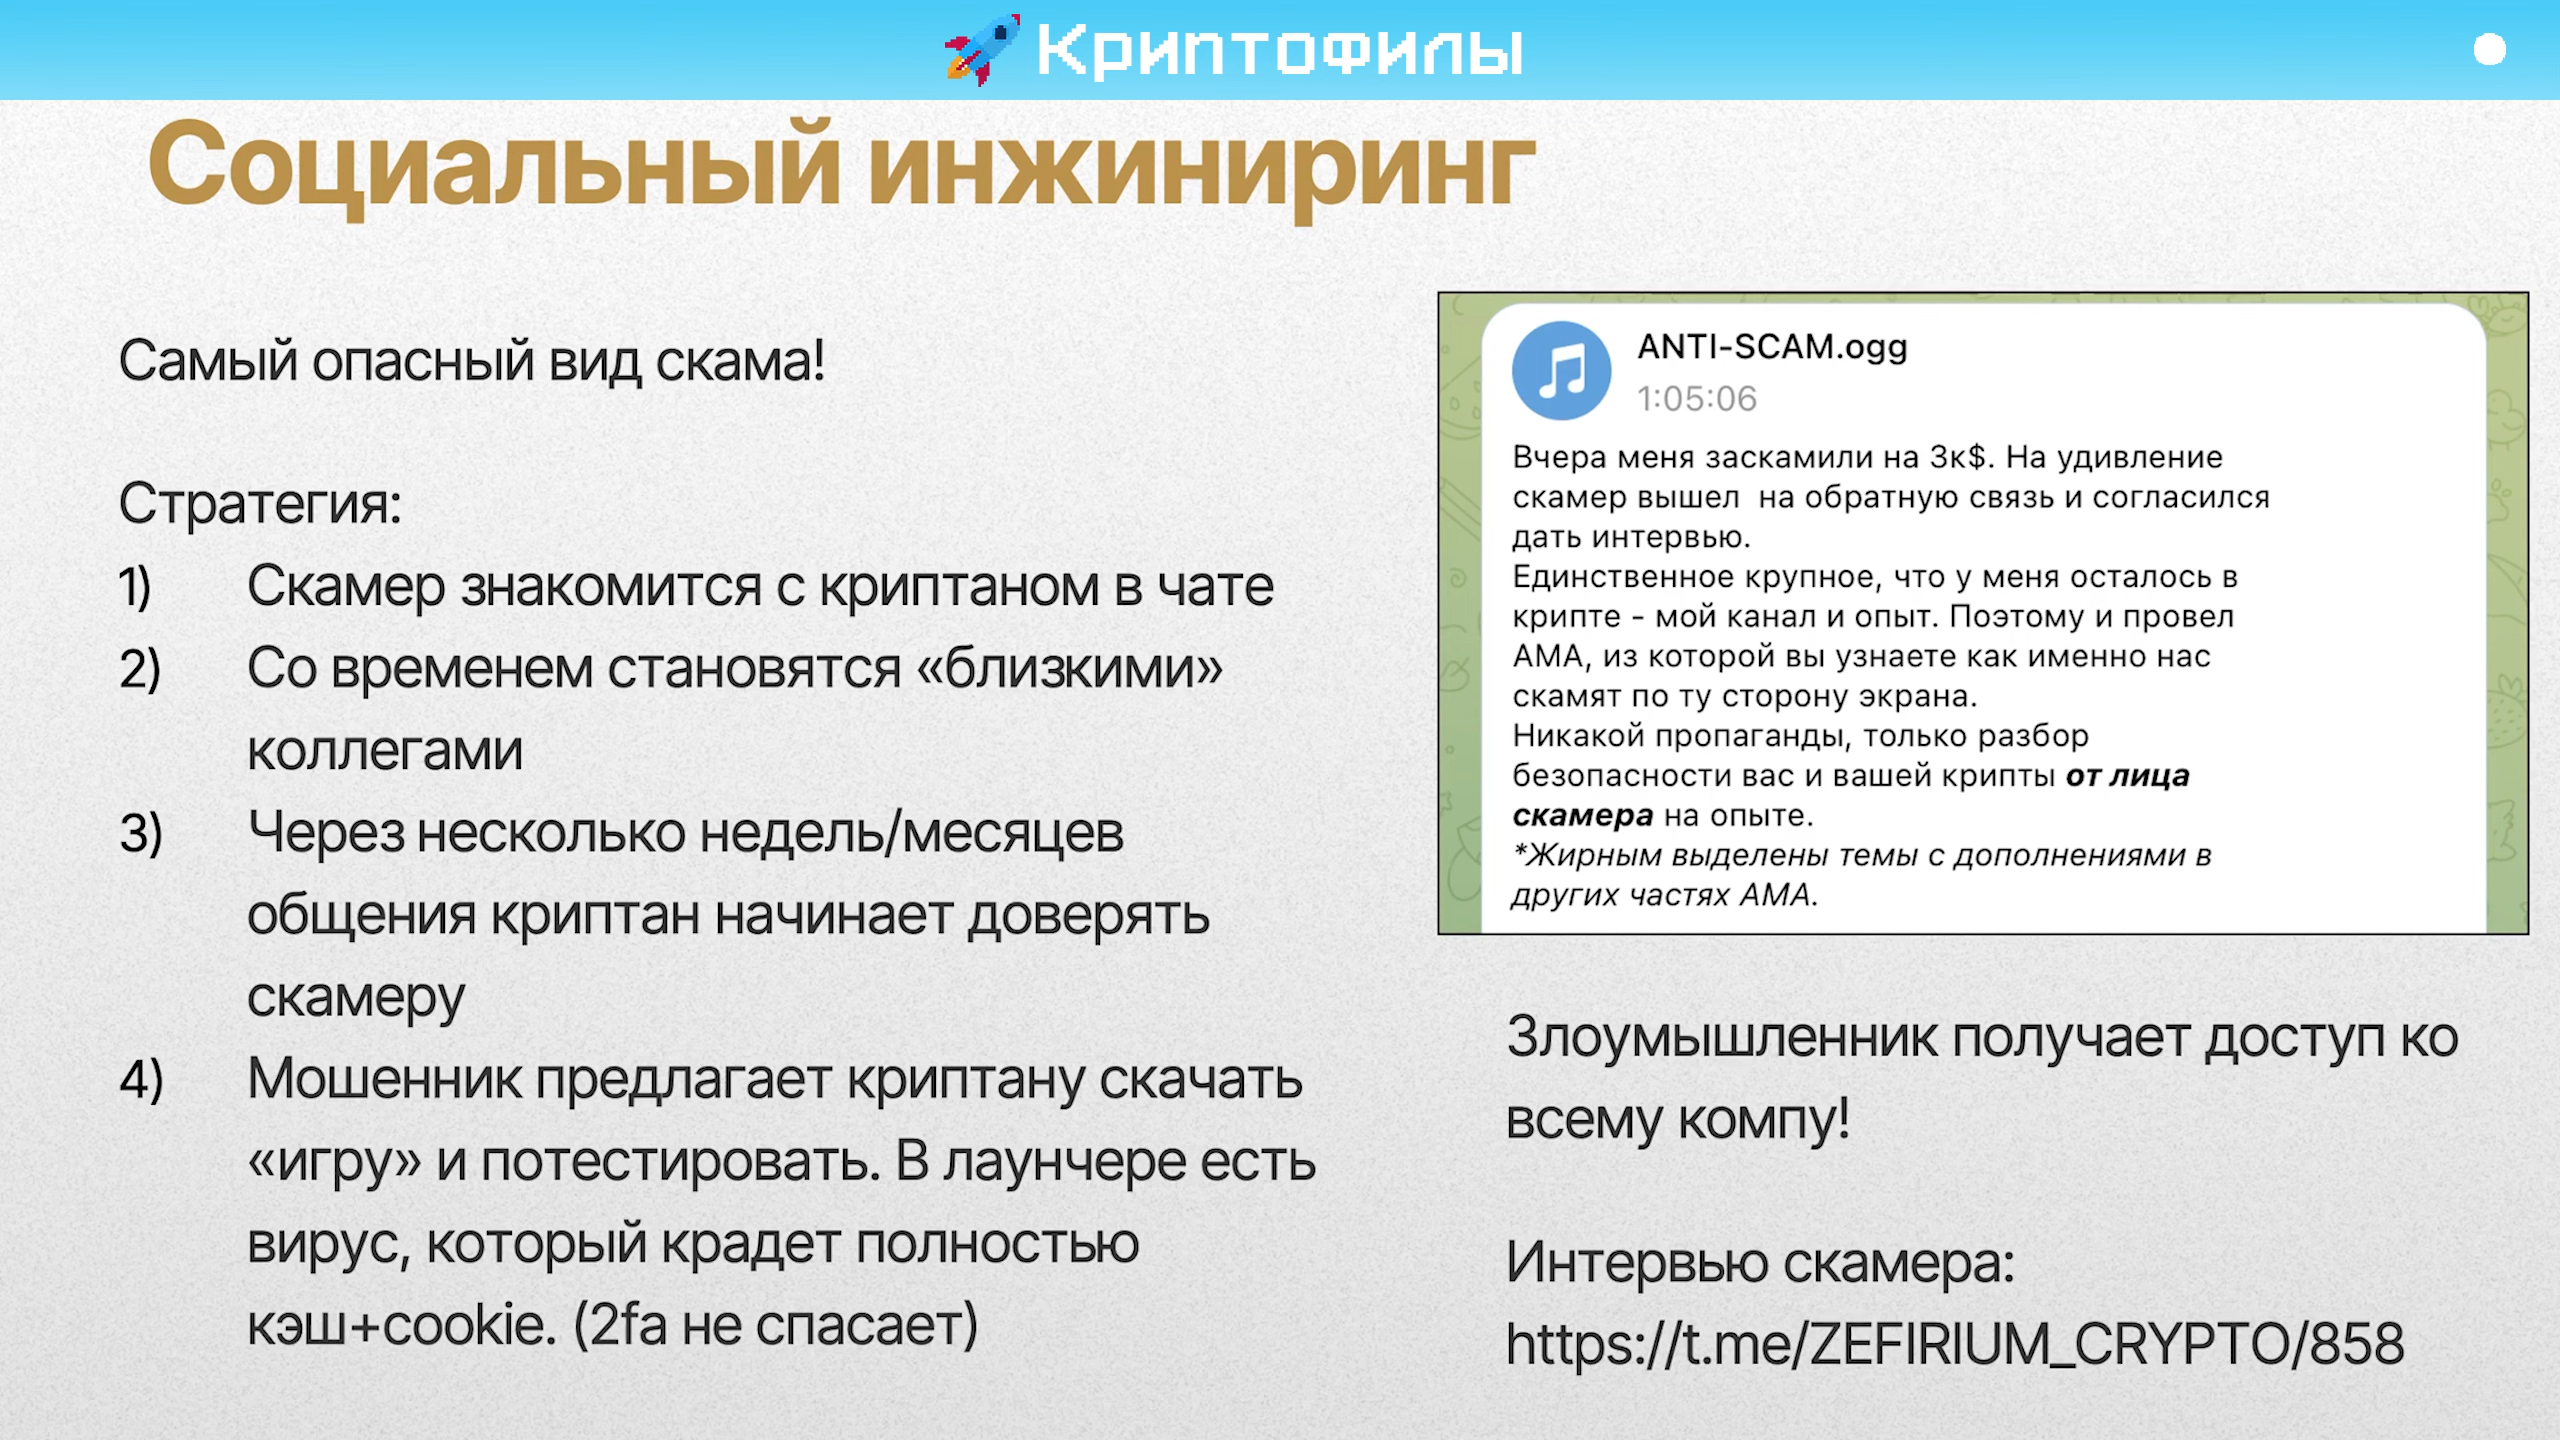 Криптофилы
Социальный инжиниринг
Самый опасный вид скама!
Стратегия:
1) Скамер знакомится с криптаном в чате
2) Со временем становятся «близкими»
коллегами
3) Через несколько недель/месяцев
общения криптан начинает доверять
скамеру
4) Мошенник предлагает криптану скачать
«игру» и потестировать. В лаунчере есть
вирус, который крадет полностью
кэш+cookie. (2fa не спасает)
ANTI-SCAM.ogg
1:05:06
Вчера меня заскамили на 3к$. На удивление
скамер вышел  на обратную связь и согласился
дать интервью.
Единственное крупное, что у меня осталось в
крипте - мой канал и опыт. Поэтому и провел
АМА, из которой вы узнаете как именно нас
скамят по ту сторону экрана.
Никакой пропаганды, только разбор
безопасности вас и вашей крипты от лица
скамера на опыте.
*Жирным выделены темы с дополнениями в
других частях АМА.
Злоумышленник получает доступ ко
всему компу!
Интервью скамера:
https://t.me/ZEFIRIUM_CRYPTO/858